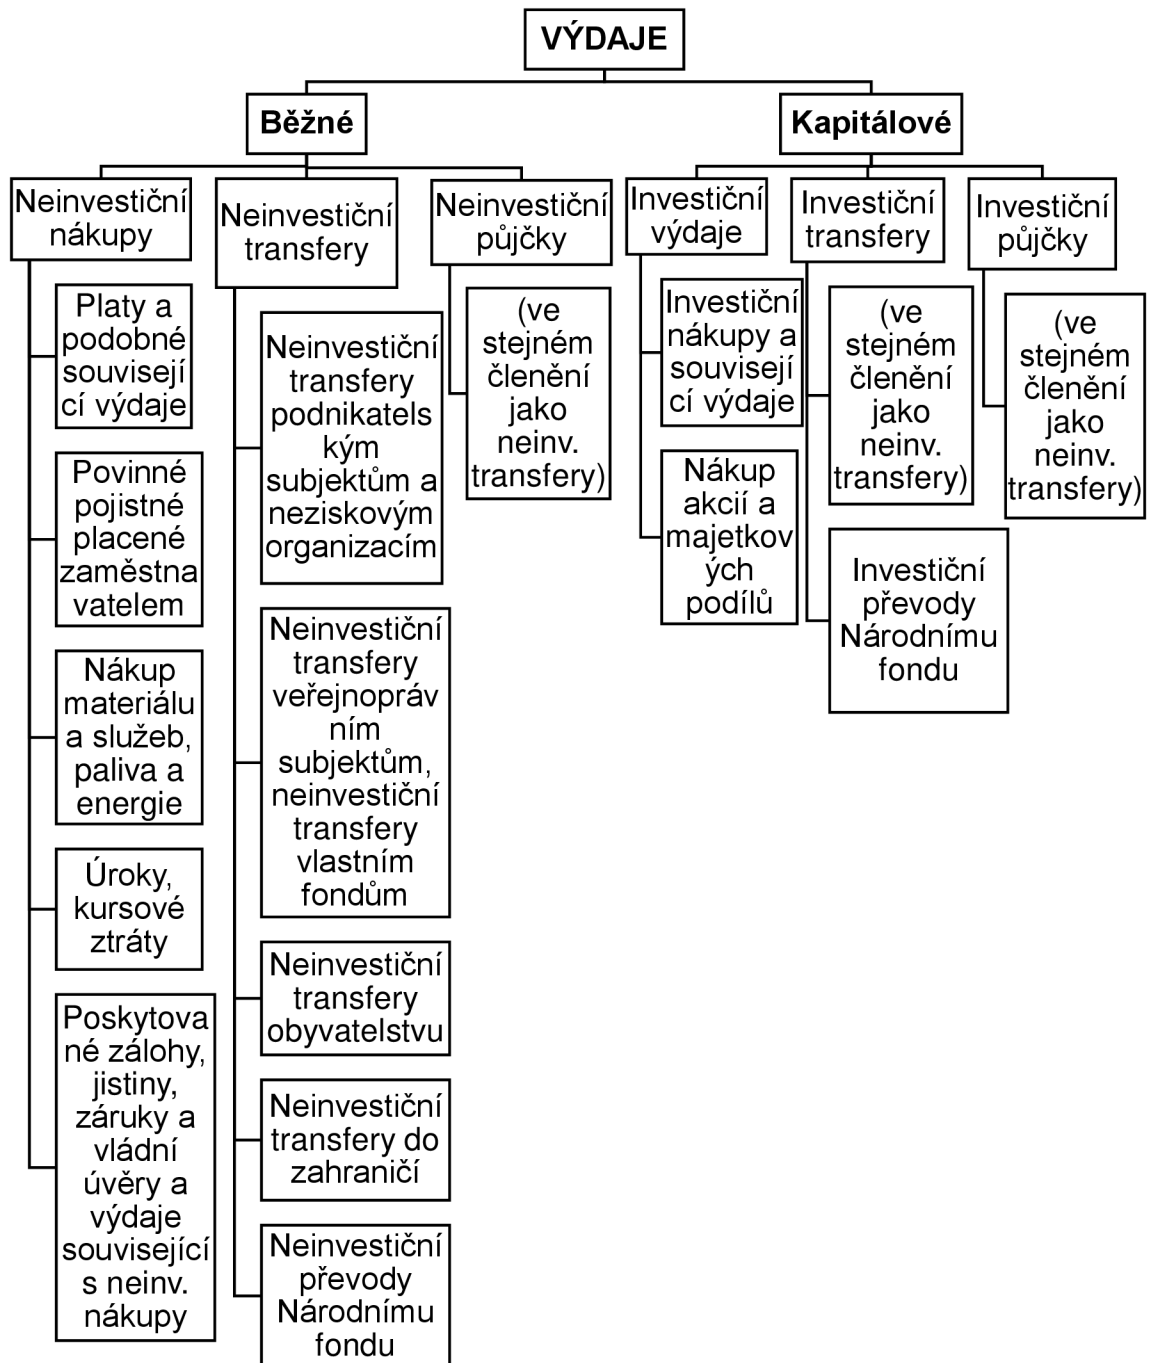 VÝDAJE
Běžné
Kapitálové
Neinvestiční
nákupy
Neinvestiční
transfery
Neinvestiční
půjčky
Investiční
výdaje
Investiční
transfery
Investiční
půjčky
Platy a
podobné
souvisejí
cí výdaje
Povinné
pojistné
placené
zaměstna
vatelem
Nákup
materiálu
a služeb,
paliva a
energie
Úroky,
kursové
ztráty
Poskytova
né zálohy,
jistiny,
záruky a
vládní
úvěry a
výdaje
související
s neinv.
nákupy
Neinvestiční
transfery
podnikatels
kým
subjektům a
neziskovým
organizacím
Neinvestiční
transfery
veřejnopráv
ním
subjektům,
neinvestiční
transfery
vlastním
fondům
Neinvestiční
transfery
obyvatelstvu
Neinvestiční
transfery do
zahraničí
Neinvestiční
převody
Národnímu
fondu
(ve
stejném
členění
jako
neinv.
transfery)
Investiční
nákupy a
souvisejí
cí výdaje
Nákup
akcií a
majetkov
ých
podílů
(ve
stejném
členění
jako
neinv.
transfery)
Investiční
převody
Národnímu
fondu
(ve
stejném
členění
jako
neinv.
transfery)